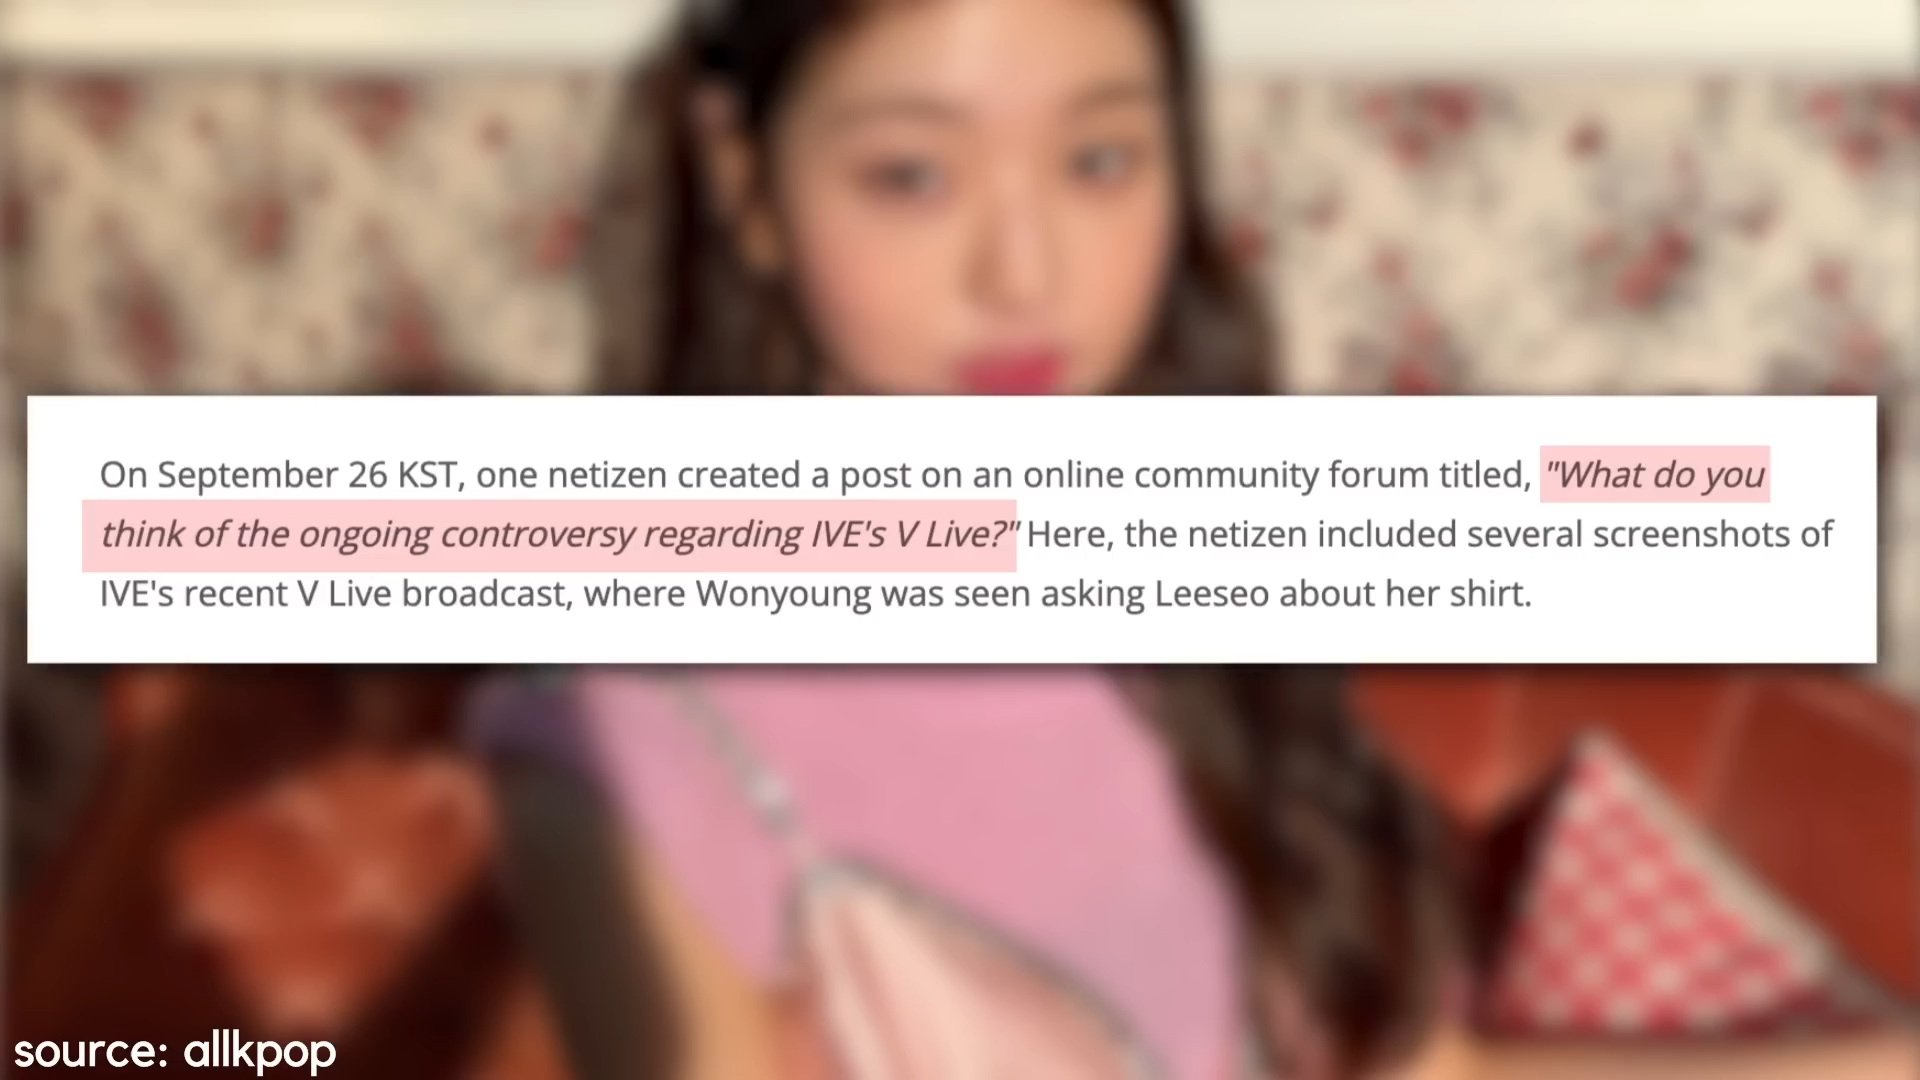 On September 26 KST, one netizen created a post on an online community forum titled, "What do you
think of the ongoing controversy regarding IVE's V Live?" Here, the netizen included several screenshots of
IVE's recent V Live broadcast, where Wonyoung was seen asking Leeseo about her shirt.
source: allkpop